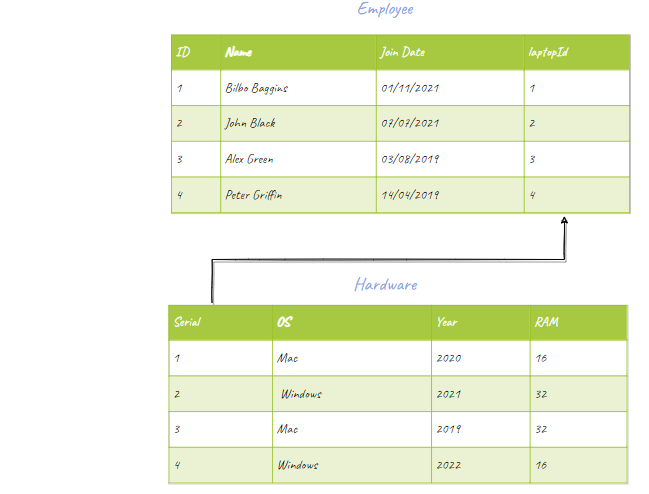 Employee
ID Name Join Date laptopId
1 Bilbo Baggins 01/11/2021 1
2 John Black 07/07/2021 2
3 Alex Green 03/08/2019 3
4 Peter Griffin 14/04/2019 4
Hardware
Serial OS Year RAM
1 Mac 2020 16
2 Windows 2021 32
3 Mac 2019 32
4 Windows 2022 16